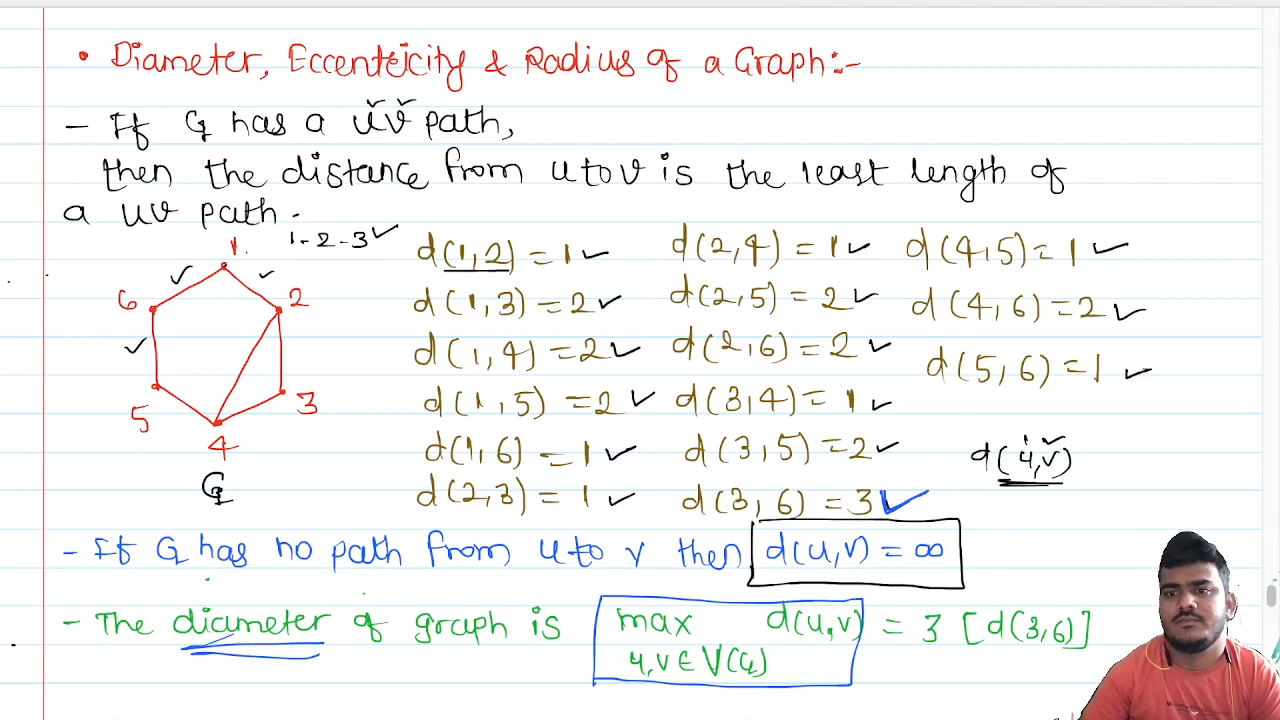 • Diameter, Eccentricity & Radius of a Graph:-
- If G has a uv path,
then the distance from u to v is the least length of
a uv path.
1-2-3
1
6
2
5
3
4
G
d(1,2) = 1
d(1,3) = 2
d(1,4) = 2
d(1,5) = 2
d(1,6) = 1
d(2,3) = 1
d(2,4) = 1
d(2,5) = 2
d(2,6) = 2
d(3,4) = 1
d(3,5) = 2
d(3,6) = 3
d(4,5) = 1
d(4,6) = 2
d(5,6) = 1
d(u,v)
- If G has no path from u to v then d(u,v) = ∞
- The diameter of graph is max d(u,v) = 3 [d(3,6)]
u,v ∈ V(G)